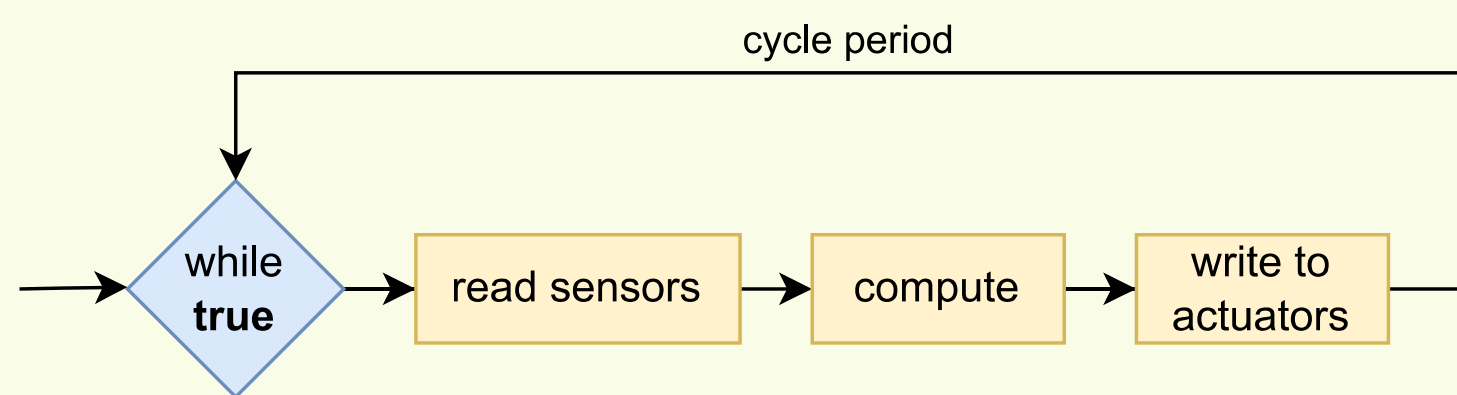 cycle period
while
true
read sensors
compute
write to
actuators